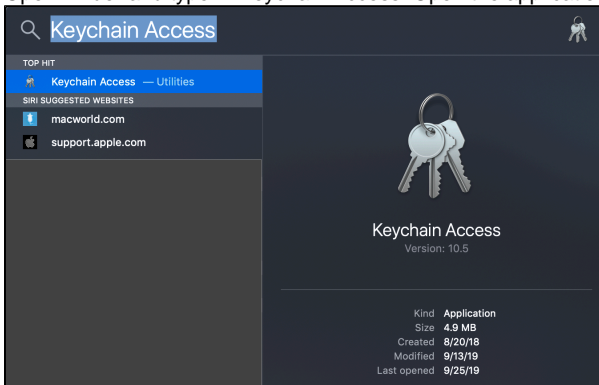 Keychain Access
TOP HIT
Keychain Access — Utilities
SIRI SUGGESTED WEBSITES
macworld.com
support.apple.com
Keychain Access
Version: 10.5
Kind Application
Size 4.9 MB
Created 8/20/18
Modified 9/13/19
Last opened 9/25/19